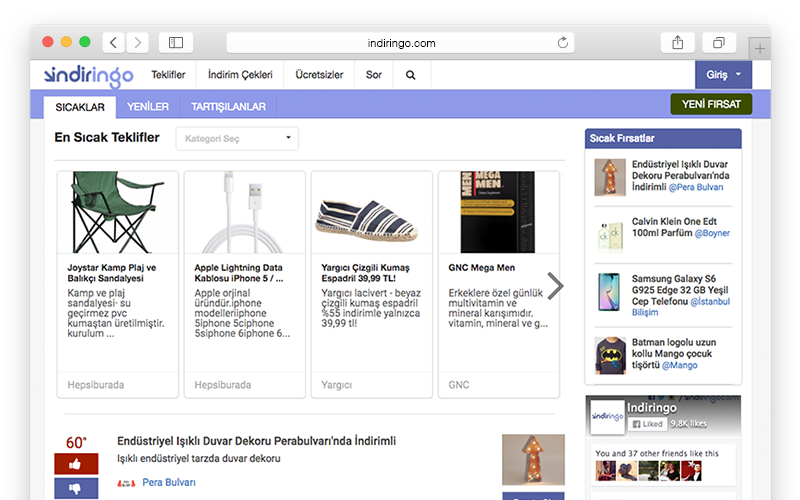 indiringo.com
indiringo
Teklifler
İndirim Çekleri
Ücretsizler
Sor
Giriş
SICAKLAR
YENİLER
TARTIŞILANLAR
YENİ FIRSAT
En Sıcak Teklifler
Kategori Seç
Joystar Kamp Plaj ve
Balıkçı Sandalyesi
Kamp ve plaj
sandalyesi- su
geçirmez pvc
kumaştan üretilmiştir.
kurulum ...
Hepsiburada
Apple Lightning Data
Kablosu iPhone 5 / ...
Apple orjinal
üründür.iphone
modelleriiphone
5iphone 5ciphone
5siphone 6iphone 6...
Hepsiburada
Yargıcı Çizgili Kumaş
Espadril 39,99 TL!
Yargıcı lacivert - beyaz
çizgili kumaş espadril
%55 indirimle yalnızca
39,99 tl!
Yargıcı
MEN
MEGA
MEN
GNC Mega Men
Erkeklere özel günlük
multivitamin ve
mineral karışımıdır.
vitamin, mineral ve g...
GNC
60°
Endüstriyel Işıklı Duvar Dekoru Perabulvarı'nda İndirimli
Işıklı endüstriyel tarzda duvar dekoru
Pera Bulvarı
Sıcak Fırsatlar
Endüstriyel Işıklı Duvar
Dekoru Perabulvarı'nda
İndirimli @Pera Bulvarı
Calvin Klein One Edt
100ml Parfüm @Boyner
Samsung Galaxy S6
G925 Edge 32 GB Yeşil
Cep Telefonu @İstanbul
Bilişim
Batman logolu uzun
kollu Mango çocuk
tişörtü @Mango
/indiringocom
indiringo
Indiringo
Liked
9.8K likes
You and 37 other friends like this